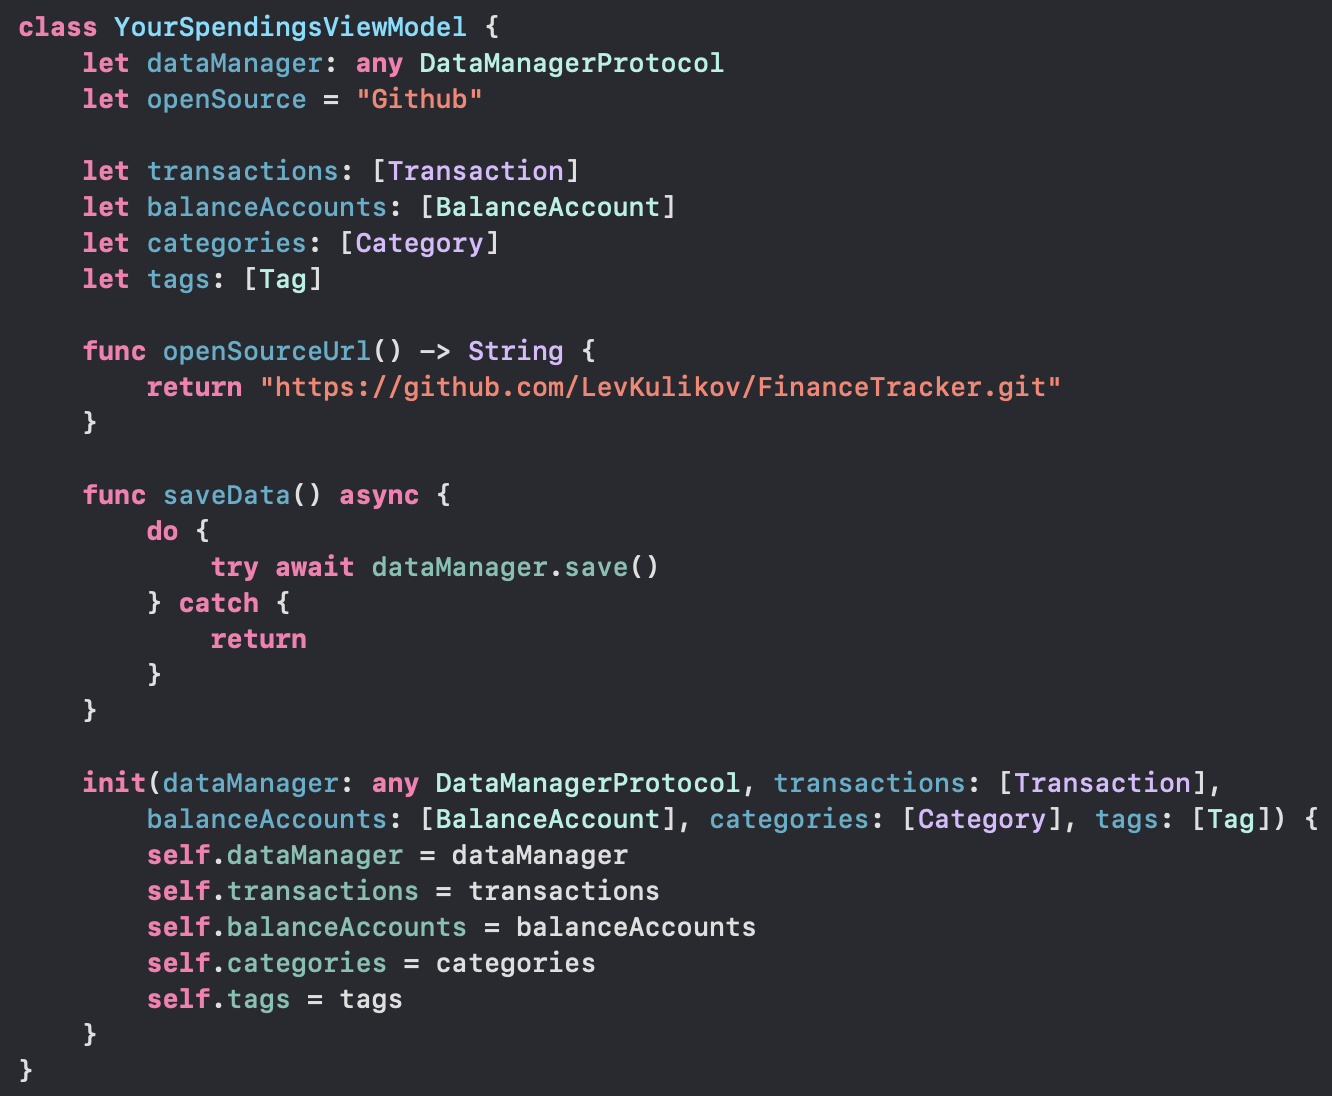 class YourSpendingsViewModel {
    let dataManager: any DataManagerProtocol
    let openSource = "Github"

    let transactions: [Transaction]
    let balanceAccounts: [BalanceAccount]
    let categories: [Category]
    let tags: [Tag]

    func openSourceUrl() -> String {
        return "https://github.com/LevKulikov/FinanceTracker.git"
    }

    func saveData() async {
        do {
            try await dataManager.save()
        } catch {
            return
        }
    }

    init(dataManager: any DataManagerProtocol, transactions: [Transaction],
        balanceAccounts: [BalanceAccount], categories: [Category], tags: [Tag]) {
        self.dataManager = dataManager
        self.transactions = transactions
        self.balanceAccounts = balanceAccounts
        self.categories = categories
        self.tags = tags
    }
}